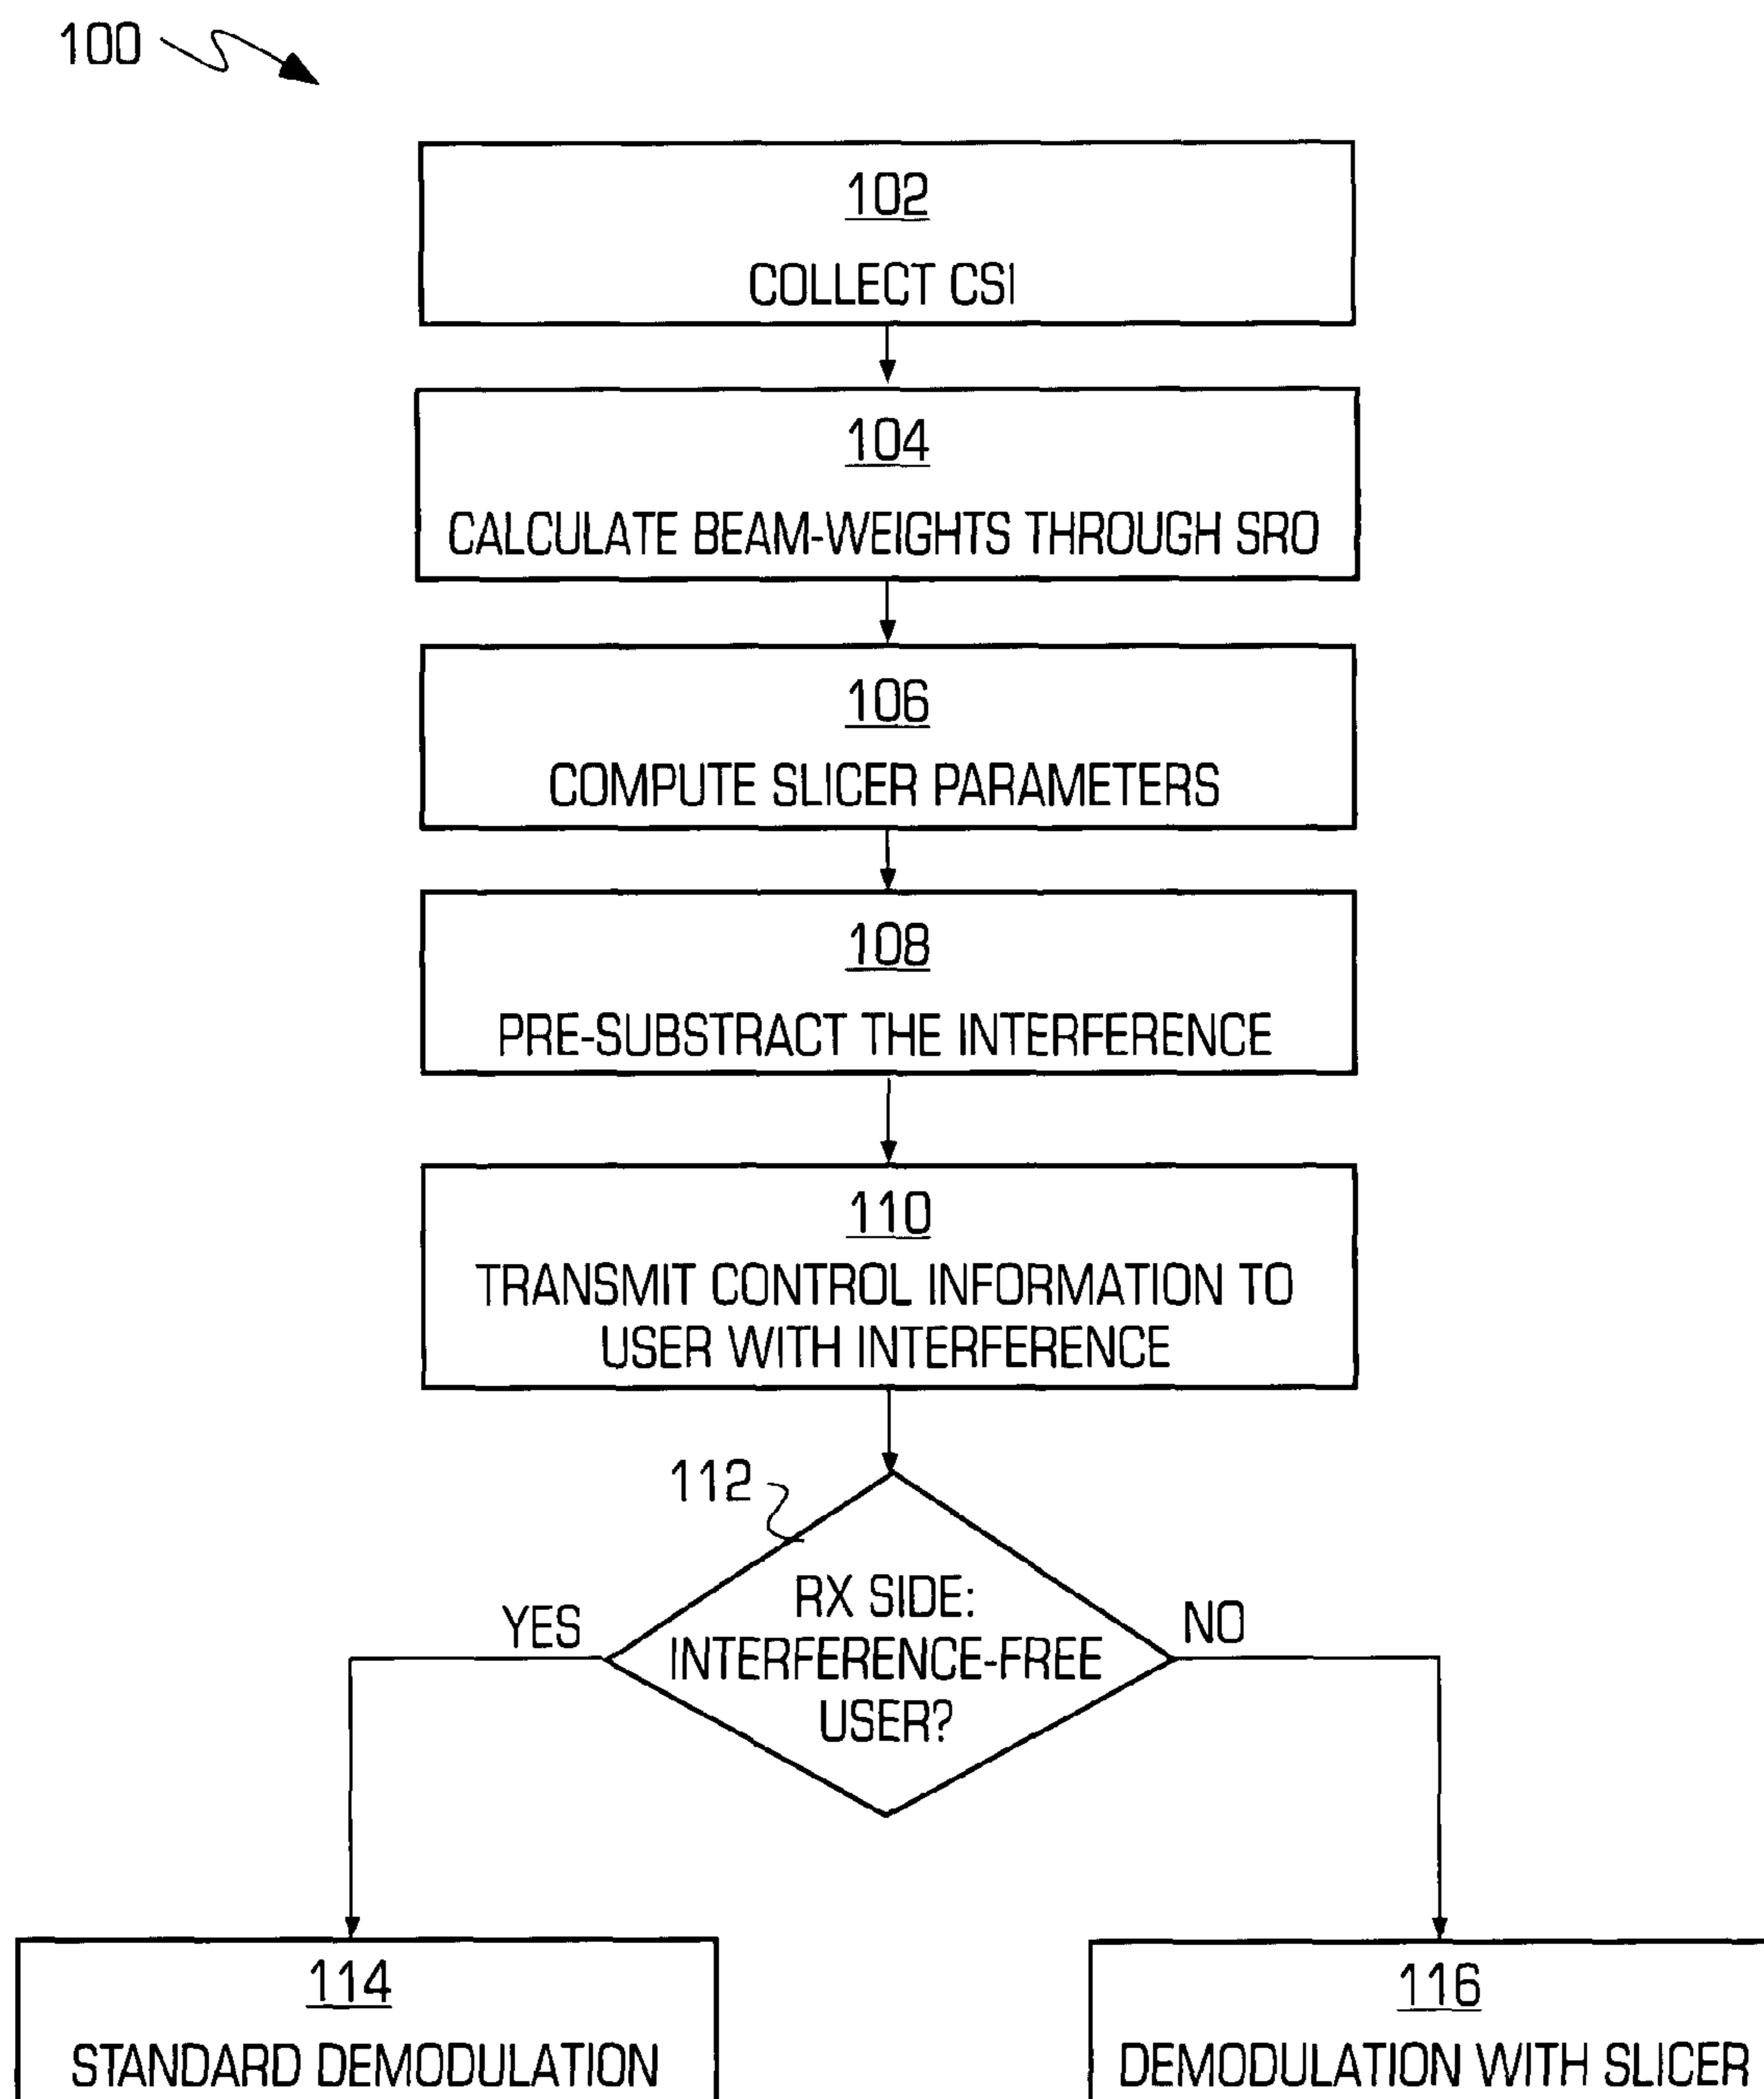 100
102
COLLECT CSI
104
CALCULATE BEAM-WEIGHTS THROUGH SRO
106
COMPUTE SLICER PARAMETERS
108
PRE-SUBSTRACT THE INTERFERENCE
110
TRANSMIT CONTROL INFORMATION TO
USER WITH INTERFERENCE
112
RX SIDE:
INTERFERENCE-FREE
USER?
YES
NO
114
STANDARD DEMODULATION
116
DEMODULATION WITH SLICER